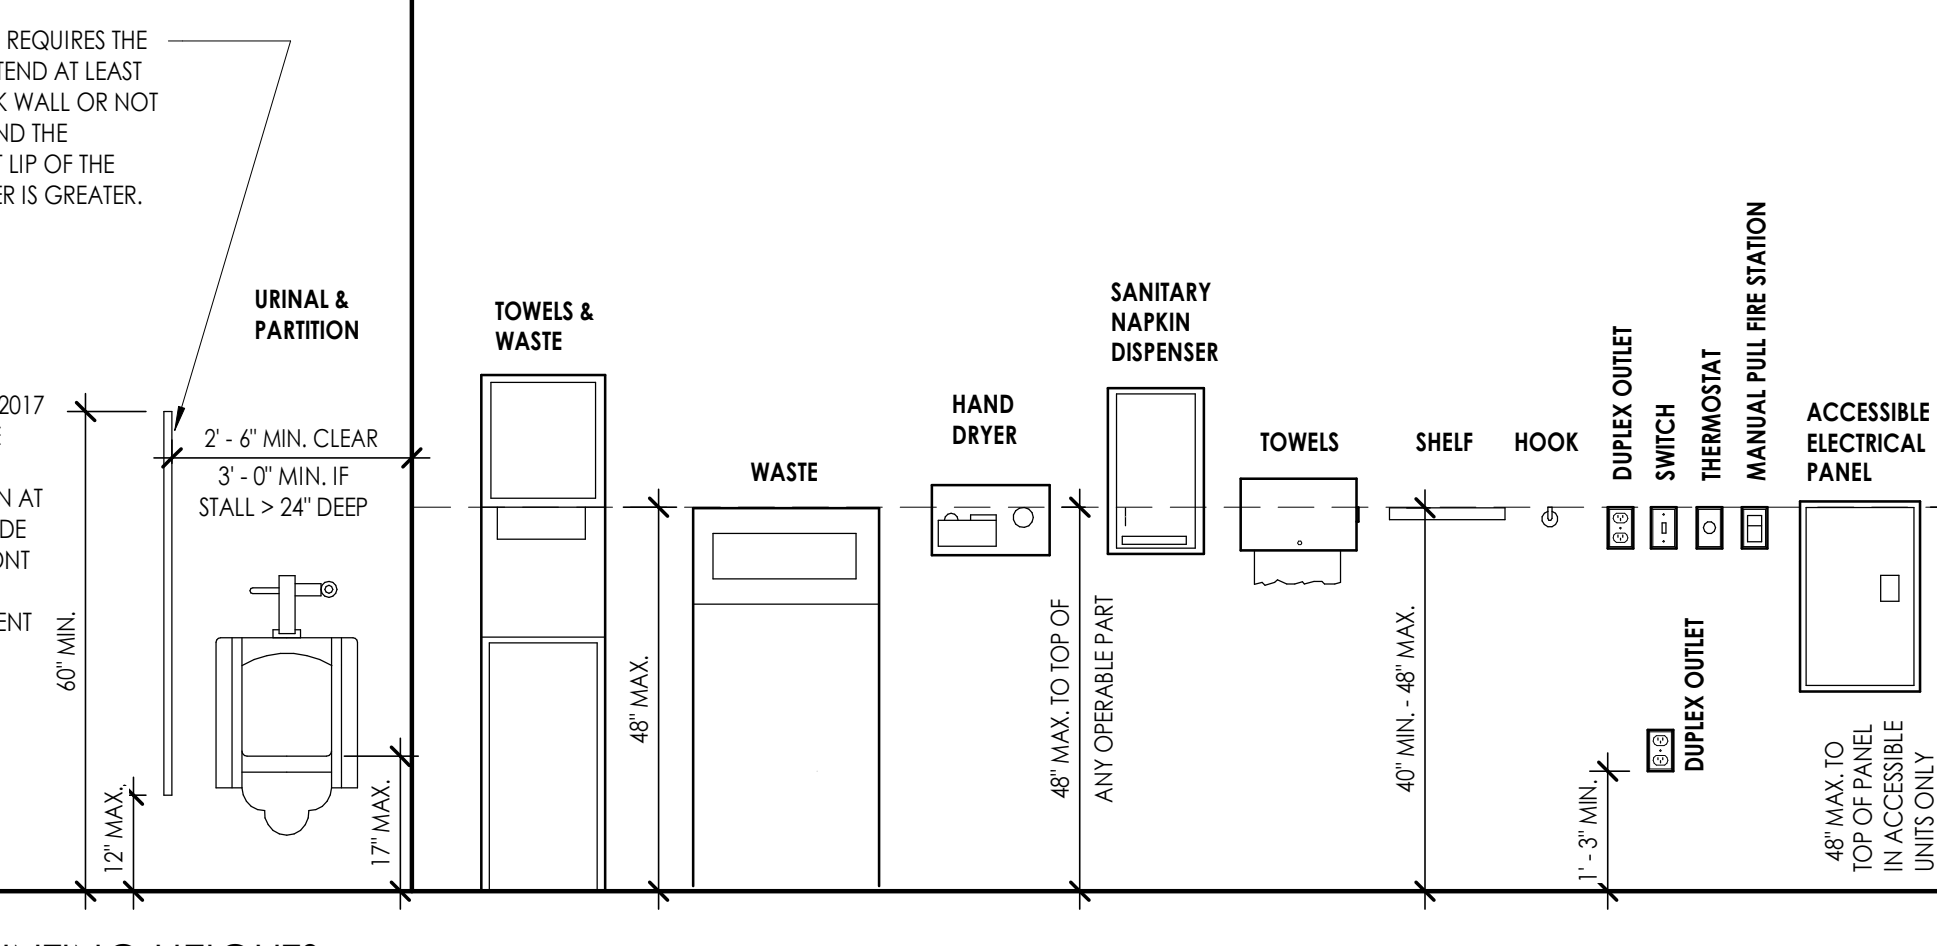 REQUIRES THE
TEND AT LEAST
K WALL OR NOT
ND THE
LIP OF THE
ER IS GREATER.
2017
N AT
DE
ONT
ENT
URINAL &
PARTITION
2' - 6" MIN. CLEAR
3' - 0" MIN. IF
STALL > 24" DEEP
60" MIN.
12" MAX.
17" MAX.
TOWELS &
WASTE
48" MAX.
WASTE
HAND
DRYER
48" MAX. TO TOP OF
ANY OPERABLE PART
SANITARY
NAPKIN
DISPENSER
TOWELS
SHELF
40" MIN. - 48" MAX.
HOOK
DUPLEX OUTLET
SWITCH
THERMOSTAT
MANUAL PULL FIRE STATION
1' - 3" MIN.
DUPLEX OUTLET
ACCESSIBLE
ELECTRICAL
PANEL
48" MAX. TO
TOP OF PANEL
IN ACCESSIBLE
UNITS ONLY